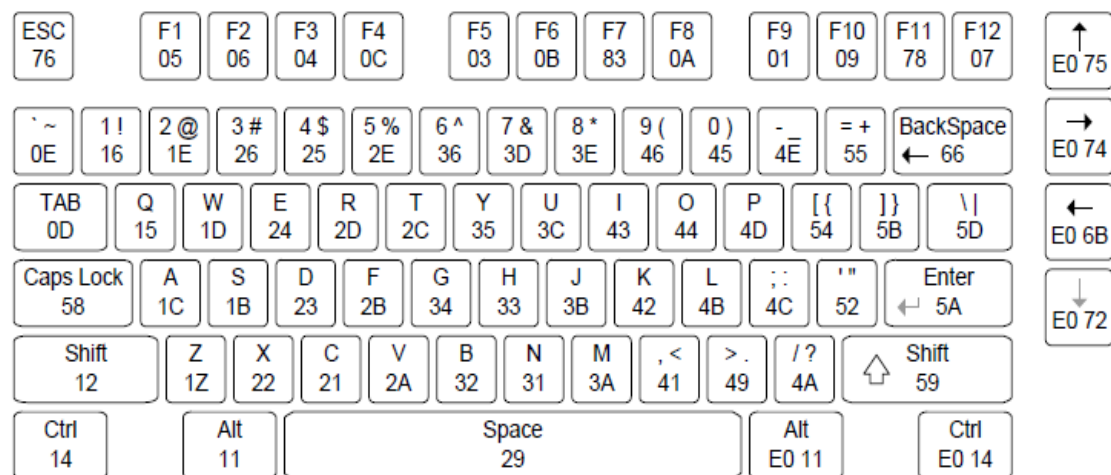 ESC F1 F2 F3 F4 F5 F6 F7 F8 F9 F10 F11 F12 ↑
76 05 06 04 0C 03 0B 83 0A 01 09 78 07 E0 75
` ~ 1 ! 2 @ 3 # 4 $ 5 % 6 ^ 7 & 8 * 9 ( 0 ) - _ = + BackSpace →
0E 16 1E 26 25 2E 36 3D 3E 46 45 4E 55 ← 66 E0 74
TAB Q W E R T Y U I O P [ { ] } \ | ←
0D 15 1D 24 2D 2C 35 3C 43 44 4D 54 5B 5D E0 6B
Caps Lock A S D F G H J K L ; : ' " Enter ↓
58 1C 1B 23 2B 34 33 3B 42 4B 4C 52 ↵ 5A E0 72
Shift Z X C V B N M , < > . / ? ⇧ Shift
12 1Z 22 21 2A 32 31 3A 41 49 4A 59
Ctrl Alt Space Alt Ctrl
14 11 29 E0 11 E0 14